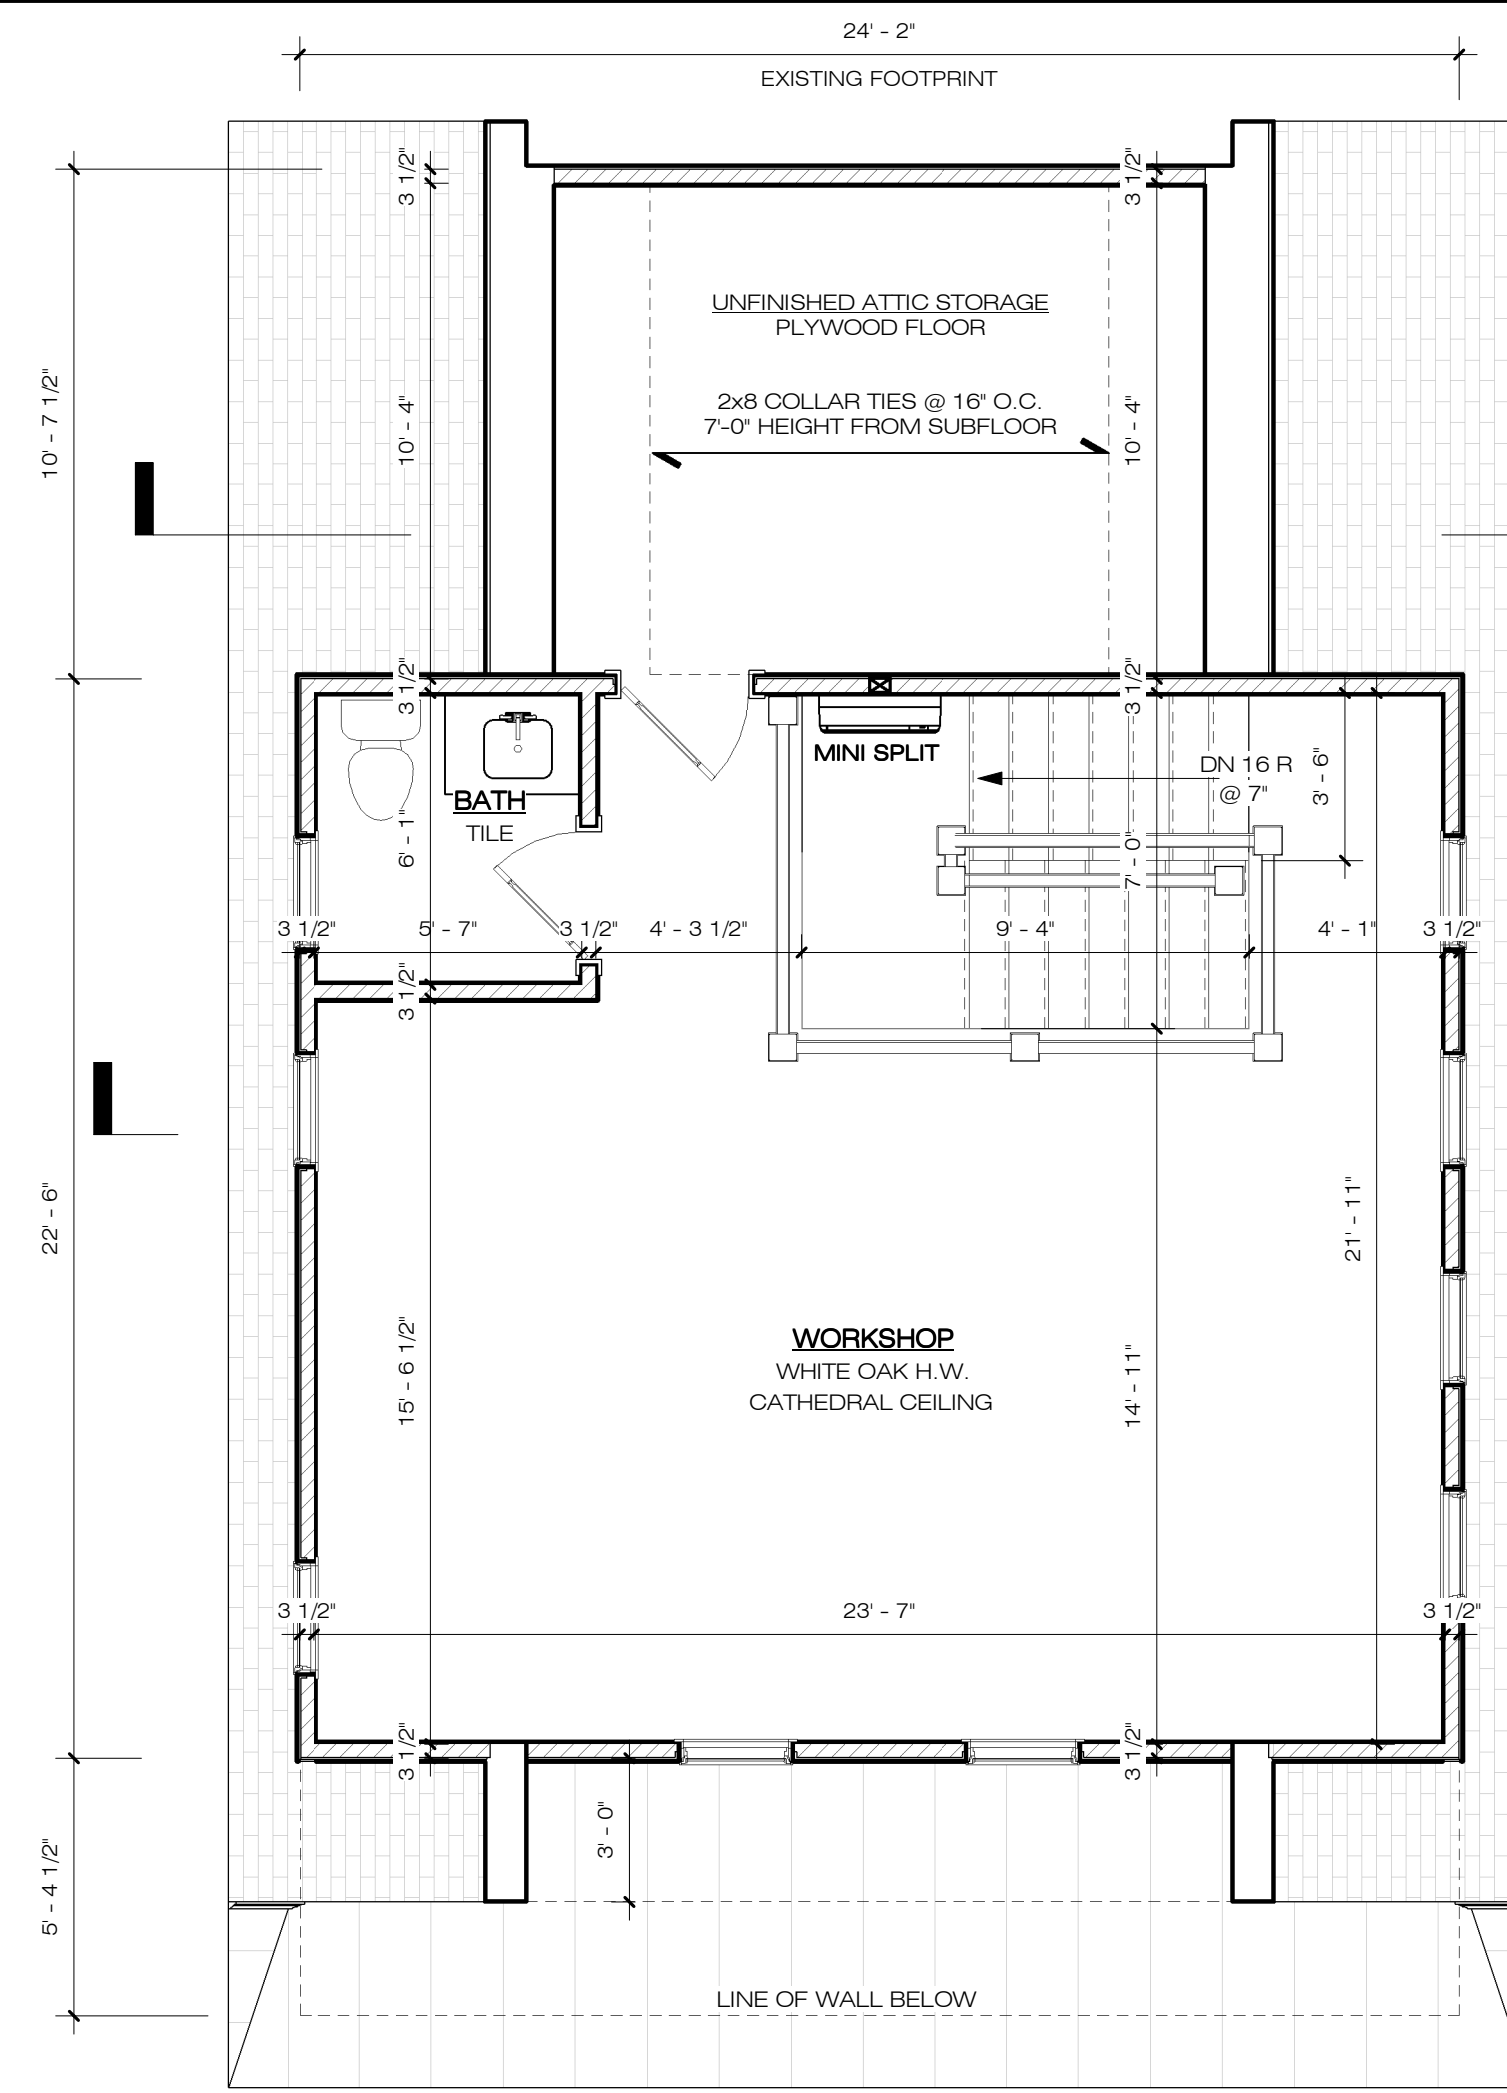 24' - 2"
EXISTING FOOTPRINT
3 1/2"
3 1/2"
UNFINISHED ATTIC STORAGE
PLYWOOD FLOOR
10' - 7 1/2"
10' - 4"
2x8 COLLAR TIES @ 16" O.C.
7'-0" HEIGHT FROM SUBFLOOR
10' - 4"
3 1/2"
3 1/2"
MINI SPLIT
DN 16 R
@ 7"
3' - 6"
BATH
TILE
6' - 1"
7' - 0"
3 1/2"
5' - 7"
3 1/2"
4' - 3 1/2"
9' - 4"
4' - 1"
3 1/2"
3 1/2"
22' - 6"
21' - 11"
WORKSHOP
WHITE OAK H.W.
CATHEDRAL CEILING
15' - 6 1/2"
14' - 11"
3 1/2"
23' - 7"
3 1/2"
3 1/2"
3 1/2"
3' - 0"
5' - 4 1/2"
LINE OF WALL BELOW